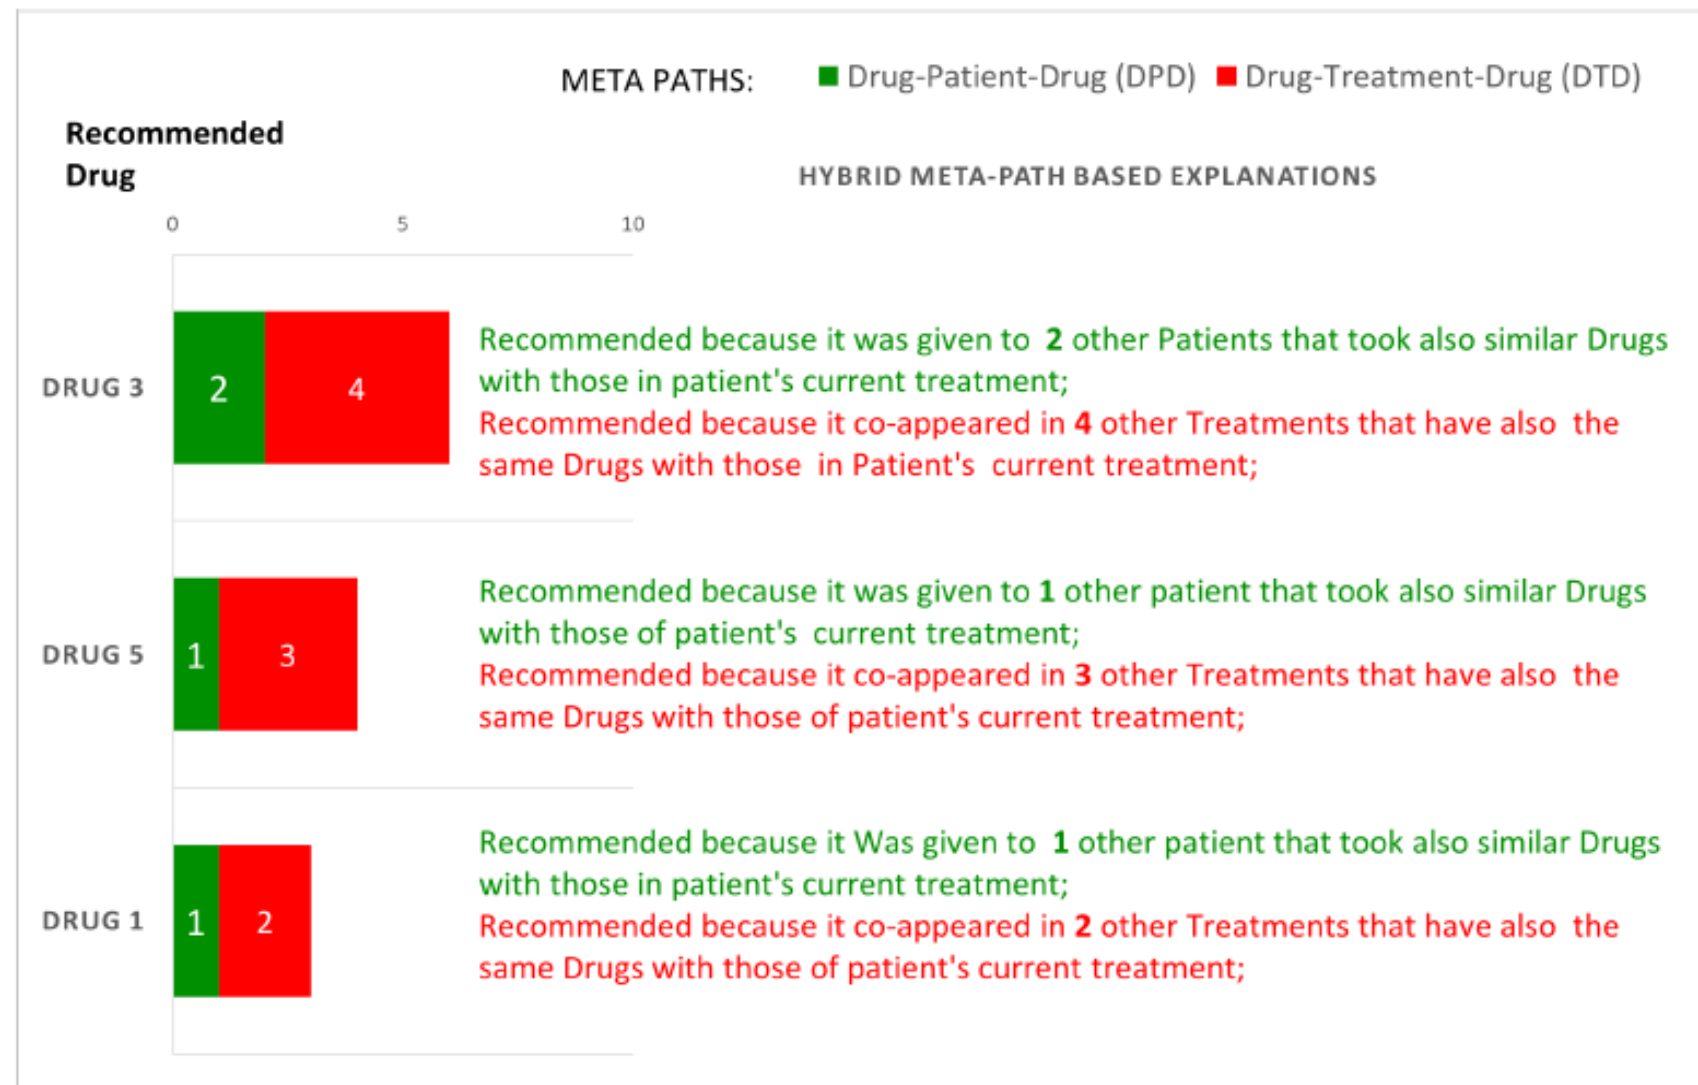 META PATHS: Drug-Patient-Drug (DPD) Drug-Treatment-Drug (DTD)
Recommended
Drug
HYBRID META-PATH BASED EXPLANATIONS
0 5 10
DRUG 3
2 4
Recommended because it was given to 2 other Patients that took also similar Drugs
with those in patient's current treatment;
Recommended because it co-appeared in 4 other Treatments that have also the
same Drugs with those in Patient's current treatment;
DRUG 5
1 3
Recommended because it was given to 1 other patient that took also similar Drugs
with those of patient's current treatment;
Recommended because it co-appeared in 3 other Treatments that have also the
same Drugs with those of patient's current treatment;
DRUG 1
1 2
Recommended because it Was given to 1 other patient that took also similar Drugs
with those in patient's current treatment;
Recommended because it co-appeared in 2 other Treatments that have also the
same Drugs with those of patient's current treatment;